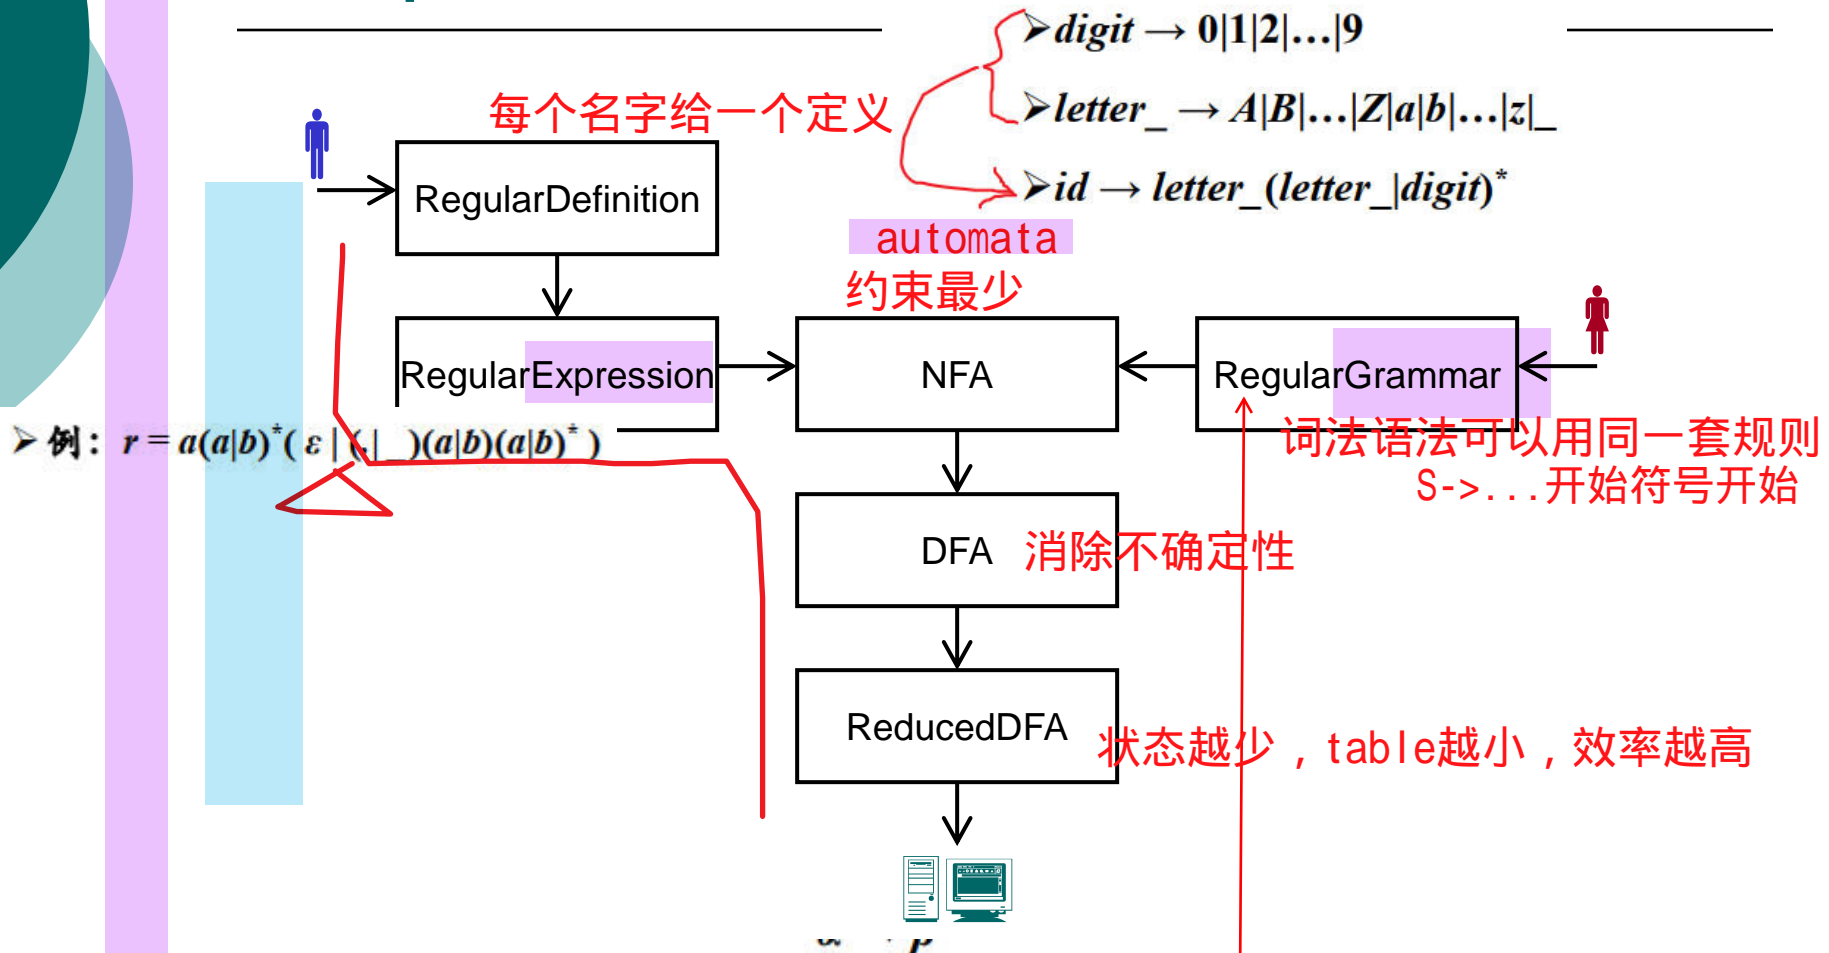 ➢digit → 0|1|2|…|9
每个名字给一个定义
➢letter_ → A|B|…|Z|a|b|…|z|_
➢id → letter_(letter_|digit)*
RegularDefinition
automata
约束最少
RegularExpression
NFA
RegularGrammar
➢例：r = a(a|b)*( ε | (.|_)(a|b)(a|b)* )
词法语法可以用同一套规则
S->...开始符号开始
DFA
消除不确定性
ReducedDFA
状态越少，table越小，效率越高